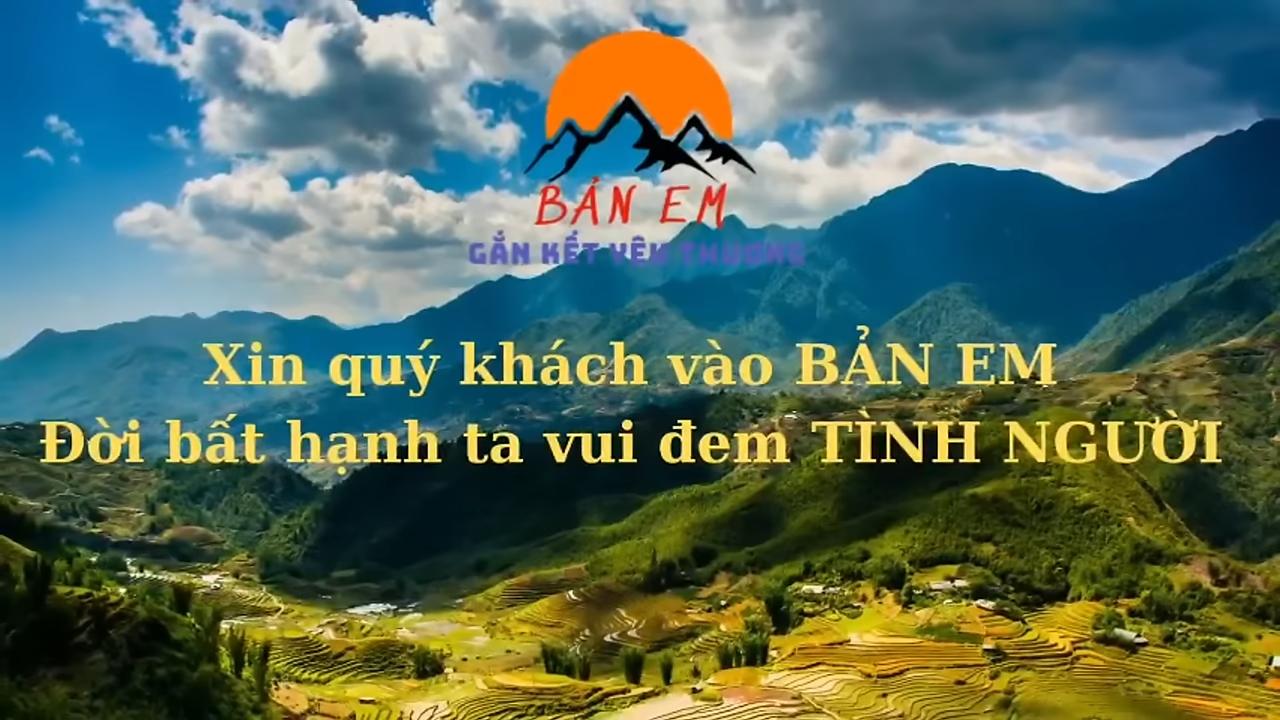 BẢN EM
GẮN KẾT YÊU THƯƠNG
Xin quý khách vào BẢN EM
Đời bất hạnh ta vui đem TÌNH NGƯỜI